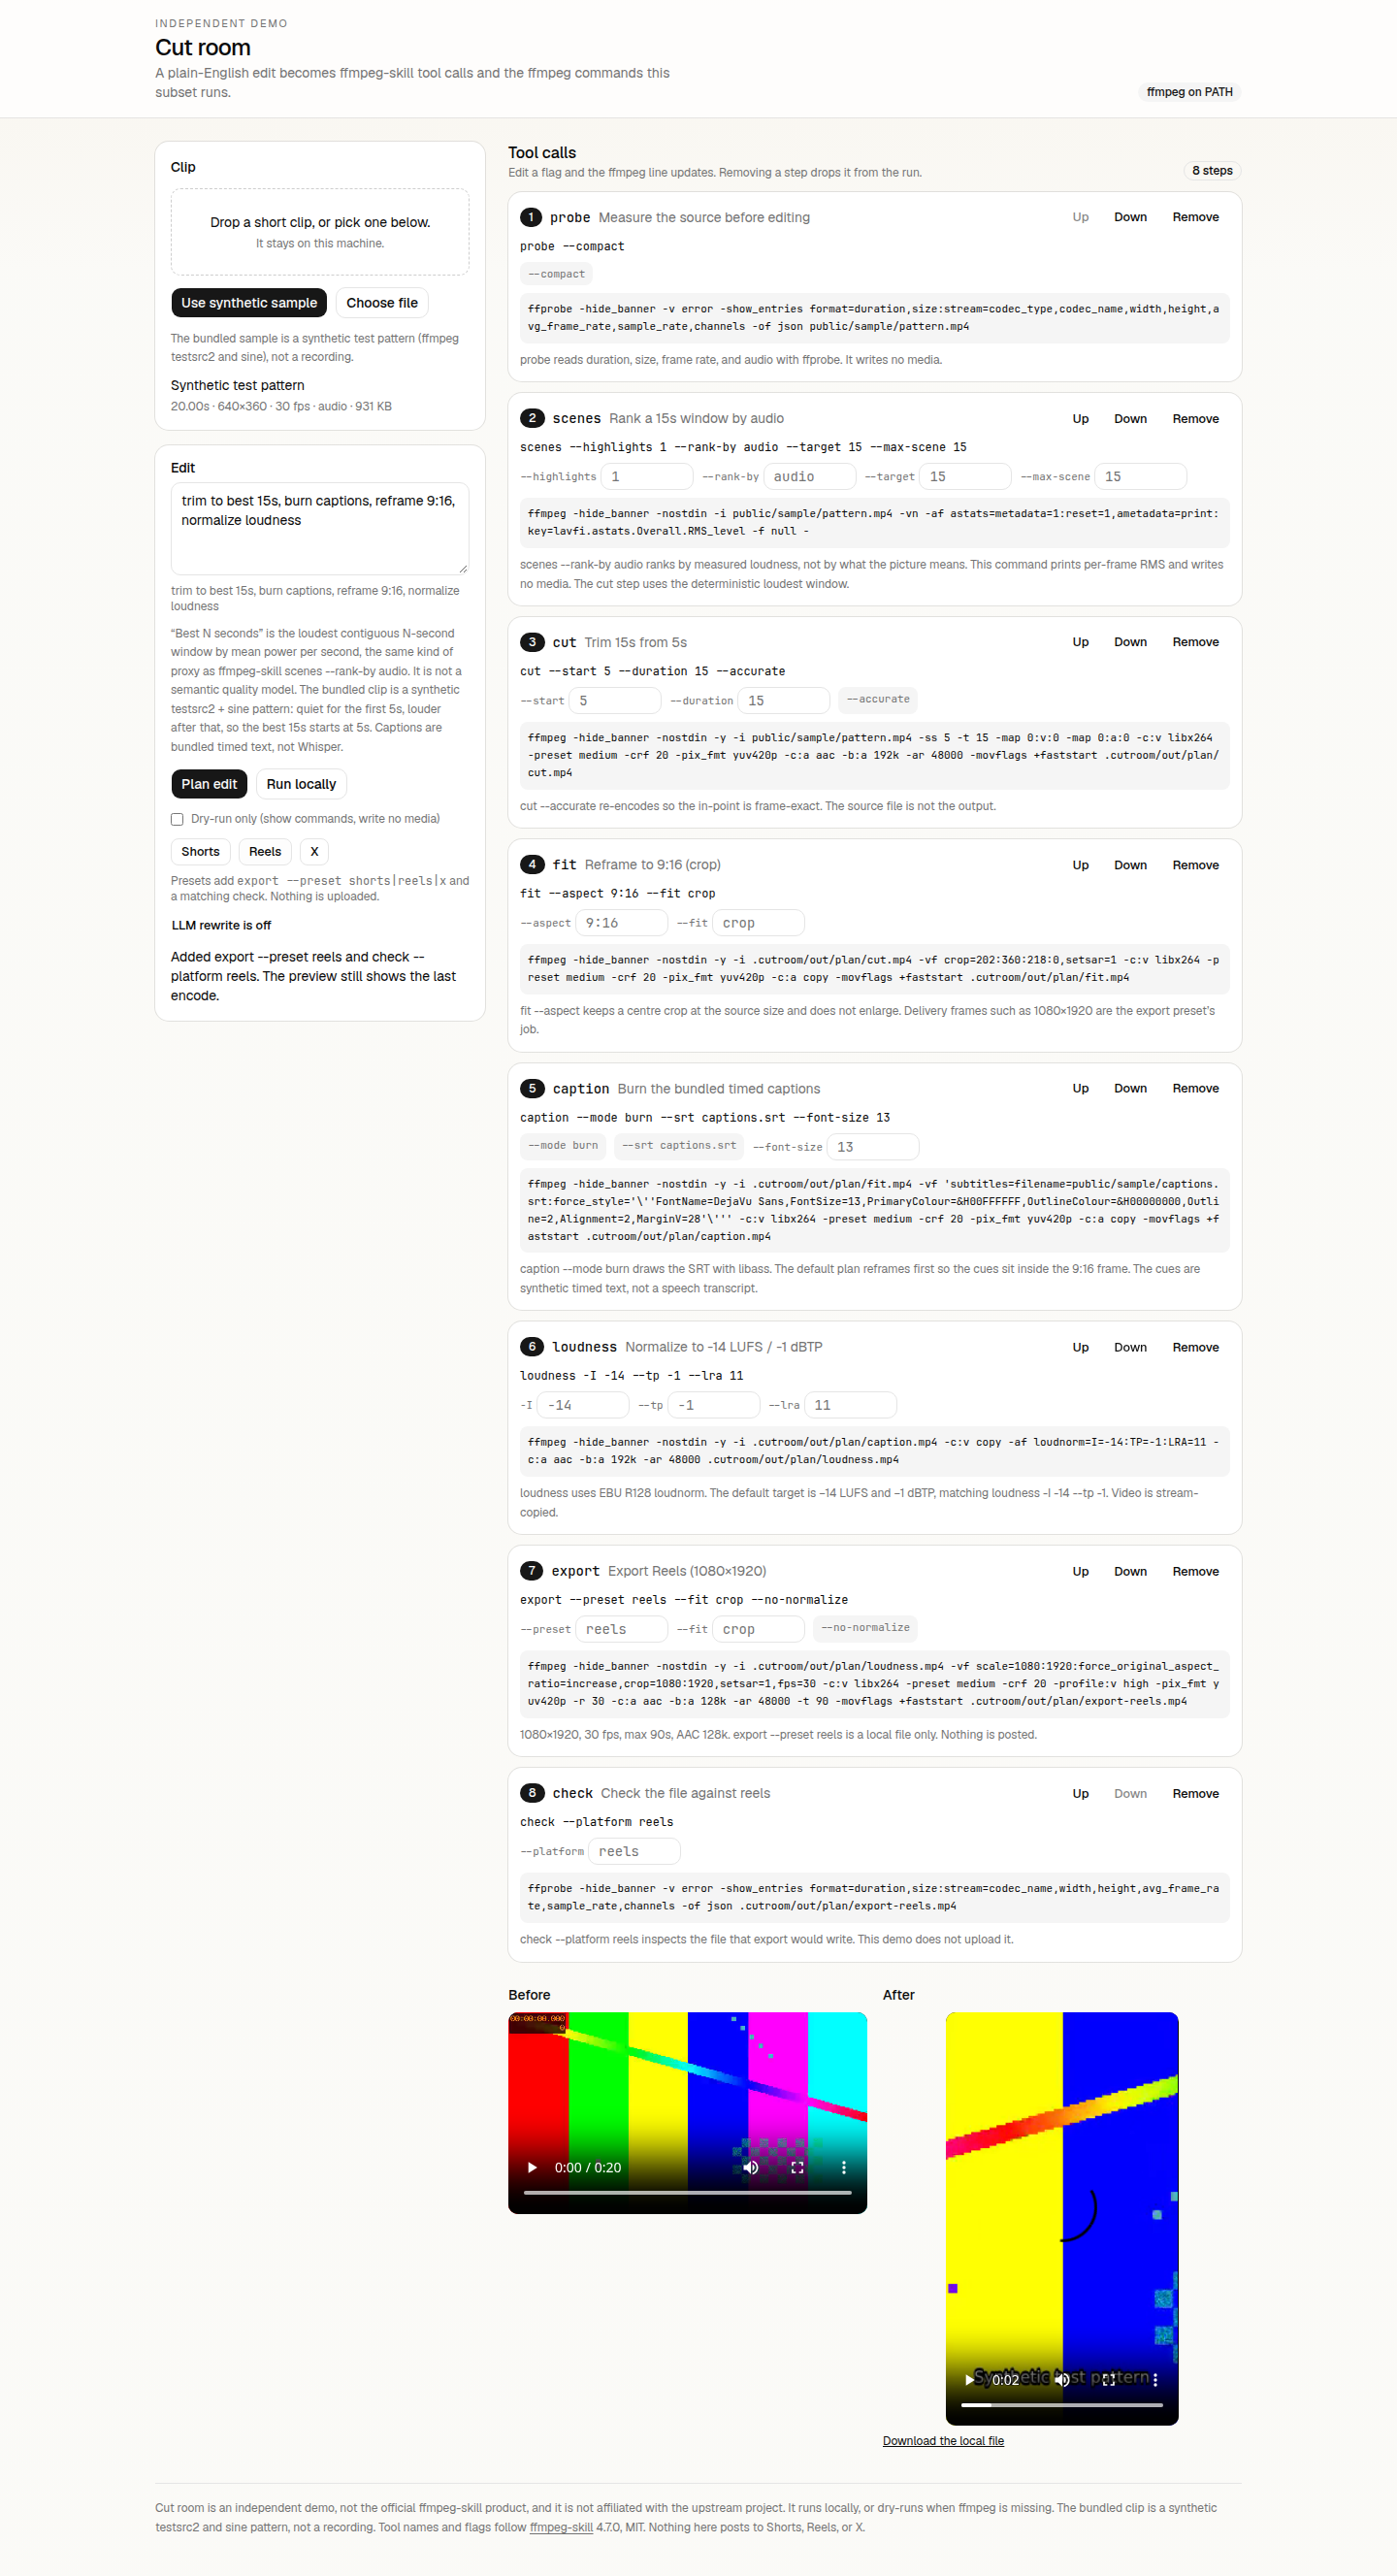 INDEPENDENT DEMO
Cut room
A plain-English edit becomes ffmpeg-skill tool calls and the ffmpeg commands this
subset runs.
ffmpeg on PATH
Clip
Drop a short clip, or pick one below.
It stays on this machine.
Use synthetic sample
Choose file
The bundled sample is a synthetic test pattern (ffmpeg
testsrc2 and sine), not a recording.
Synthetic test pattern
20.00s · 640×360 · 30 fps · audio · 931 KB
Edit
trim to best 15s, burn captions, reframe 9:16,
normalize loudness
trim to best 15s, burn captions, reframe 9:16, normalize
loudness
“Best N seconds” is the loudest contiguous N-second
window by mean power per second, the same kind of
proxy as ffmpeg-skill scenes --rank-by audio. It is not a
semantic quality model. The bundled clip is a synthetic
testsrc2 + sine pattern: quiet for the first 5s, louder
after that, so the best 15s starts at 5s. Captions are
bundled timed text, not Whisper.
Plan edit
Run locally
Dry-run only (show commands, write no media)
Shorts
Reels
X
Presets add export --preset shorts|reels|x and
a matching check. Nothing is uploaded.
LLM rewrite is off
Added export --preset reels and check --
platform reels. The preview still shows the last
encode.
Tool calls
Edit a flag and the ffmpeg line updates. Removing a step drops it from the run.
8 steps
1 probe Measure the source before editing
Up Down Remove
probe --compact
--compact
ffprobe -hide_banner -v error -show_entries format=duration,size:stream=codec_type,codec_name,width,height,a
vg_frame_rate,sample_rate,channels -of json public/sample/pattern.mp4
probe reads duration, size, frame rate, and audio with ffprobe. It writes no media.
2 scenes Rank a 15s window by audio
Up Down Remove
scenes --highlights 1 --rank-by audio --target 15 --max-scene 15
--highlights 1 --rank-by audio --target 15 --max-scene 15
ffmpeg -hide_banner -nostdin -i public/sample/pattern.mp4 -vn -af astats=metadata=1:reset=1,ametadata=print:
key=lavfi.astats.Overall.RMS_level -f null -
scenes --rank-by audio ranks by measured loudness, not by what the picture means. This command prints per-frame RMS and writes
no media. The cut step uses the deterministic loudest window.
3 cut Trim 15s from 5s
Up Down Remove
cut --start 5 --duration 15 --accurate
--start 5 --duration 15 --accurate
ffmpeg -hide_banner -nostdin -y -i public/sample/pattern.mp4 -ss 5 -t 15 -map 0:v:0 -map 0:a:0 -c:v libx264
-preset medium -crf 20 -pix_fmt yuv420p -c:a aac -b:a 192k -ar 48000 -movflags +faststart .cutroom/out/plan/
cut.mp4
cut --accurate re-encodes so the in-point is frame-exact. The source file is not the output.
4 fit Reframe to 9:16 (crop)
Up Down Remove
fit --aspect 9:16 --fit crop
--aspect 9:16 --fit crop
ffmpeg -hide_banner -nostdin -y -i .cutroom/out/plan/cut.mp4 -vf crop=202:360:218:0,setsar=1 -c:v libx264 -p
reset medium -crf 20 -pix_fmt yuv420p -c:a copy -movflags +faststart .cutroom/out/plan/fit.mp4
fit --aspect keeps a centre crop at the source size and does not enlarge. Delivery frames such as 1080×1920 are the export preset's
job.
5 caption Burn the bundled timed captions
Up Down Remove
caption --mode burn --srt captions.srt --font-size 13
--mode burn --srt captions.srt --font-size 13
ffmpeg -hide_banner -nostdin -y -i .cutroom/out/plan/fit.mp4 -vf 'subtitles=filename=public/sample/captions.
srt:force_style='\''FontName=DejaVu Sans,FontSize=13,PrimaryColour=&H00FFFFFF,OutlineColour=&H00000000,Outli
ne=2,Alignment=2,MarginV=28'\''' -c:v libx264 -preset medium -crf 20 -pix_fmt yuv420p -c:a copy -movflags +f
aststart .cutroom/out/plan/caption.mp4
caption --mode burn draws the SRT with libass. The default plan reframes first so the cues sit inside the 9:16 frame. The cues are
synthetic timed text, not a speech transcript.
6 loudness Normalize to -14 LUFS / -1 dBTP
Up Down Remove
loudness -I -14 --tp -1 --lra 11
-I -14 --tp -1 --lra 11
ffmpeg -hide_banner -nostdin -y -i .cutroom/out/plan/caption.mp4 -c:v copy -af loudnorm=I=-14:TP=-1:LRA=11 -
c:a aac -b:a 192k -ar 48000 .cutroom/out/plan/loudness.mp4
loudness uses EBU R128 loudnorm. The default target is −14 LUFS and −1 dBTP, matching loudness -I -14 --tp -1. Video is stream-
copied.
7 export Export Reels (1080×1920)
Up Down Remove
export --preset reels --fit crop --no-normalize
--preset reels --fit crop --no-normalize
ffmpeg -hide_banner -nostdin -y -i .cutroom/out/plan/loudness.mp4 -vf scale=1080:1920:force_original_aspect_
ratio=increase,crop=1080:1920,setsar=1,fps=30 -c:v libx264 -preset medium -crf 20 -profile:v high -pix_fmt y
uv420p -r 30 -c:a aac -b:a 128k -ar 48000 -t 90 -movflags +faststart .cutroom/out/plan/export-reels.mp4
1080×1920, 30 fps, max 90s, AAC 128k. export --preset reels is a local file only. Nothing is posted.
8 check Check the file against reels
Up Down Remove
check --platform reels
--platform reels
ffprobe -hide_banner -v error -show_entries format=duration,size:stream=codec_name,width,height,avg_frame_ra
te,sample_rate,channels -of json .cutroom/out/plan/export-reels.mp4
check --platform reels inspects the file that export would write. This demo does not upload it.
Before
After
00:00:00.000
0
0:00 / 0:20
Synthetic test pattern
0:02
Download the local file
Cut room is an independent demo, not the official ffmpeg-skill product, and it is not affiliated with the upstream project. It runs locally, or dry-runs when ffmpeg is missing. The bundled clip is a synthetic
testsrc2 and sine pattern, not a recording. Tool names and flags follow ffmpeg-skill 4.7.0, MIT. Nothing here posts to Shorts, Reels, or X.